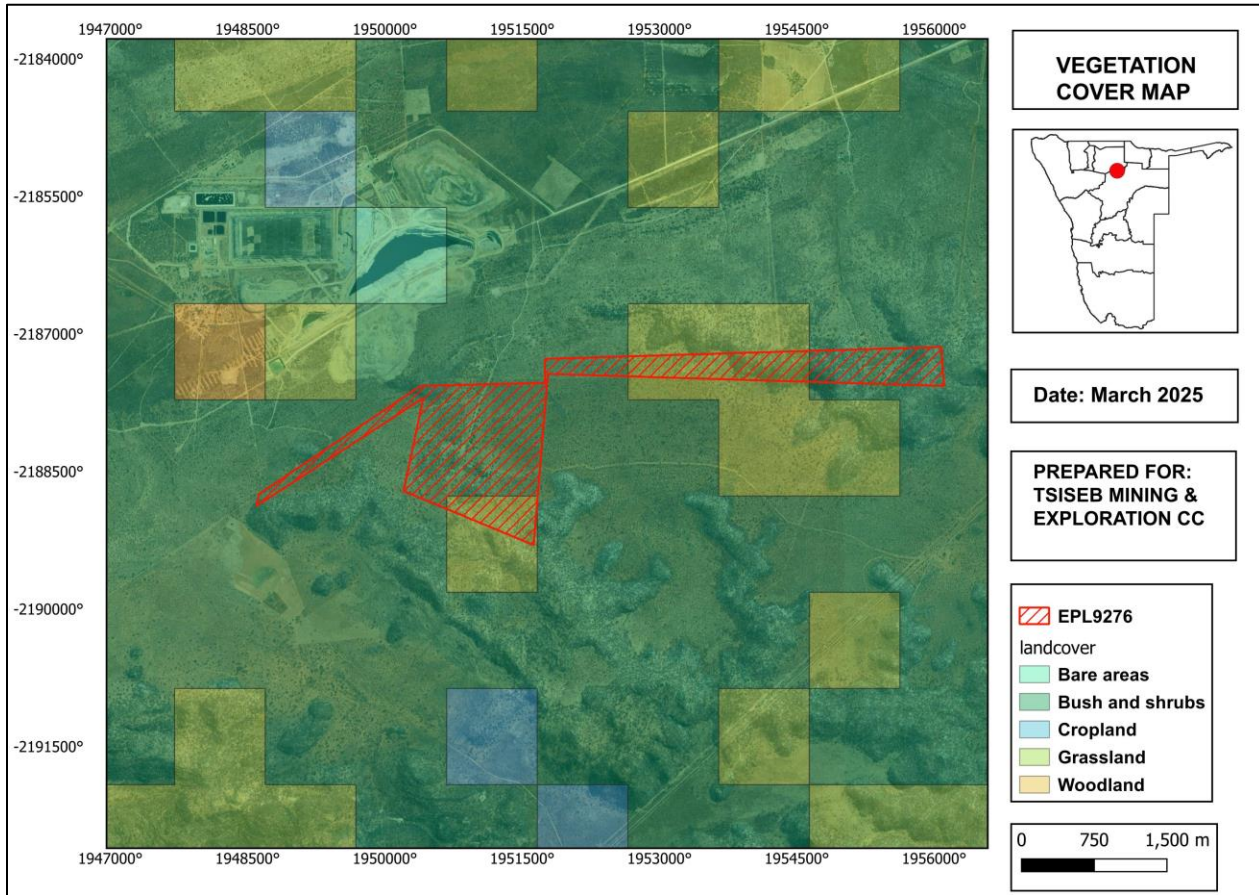 1947000° 1948500° 1950000° 1951500° 1953000° 1954500° 1956000°
-2184000°
-2185500°
-2187000°
-2188500°
-2190000°
-2191500°
1947000° 1948500° 1950000° 1951500° 1953000° 1954500° 1956000°
VEGETATION
COVER MAP
Date: March 2025
PREPARED FOR:
TSISEB MINING &
EXPLORATION CC
EPL9276
landcover
Bare areas
Bush and shrubs
Cropland
Grassland
Woodland
0 750 1,500 m